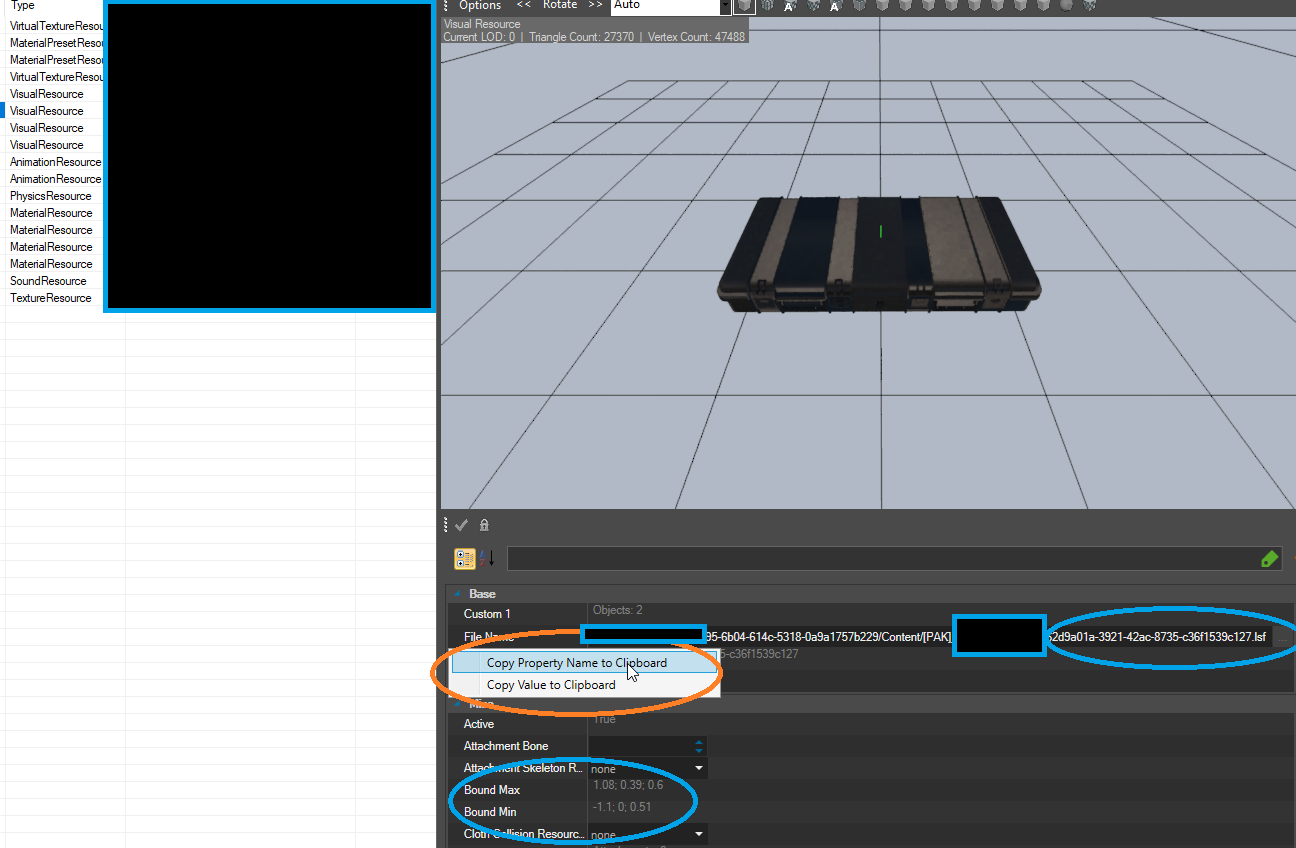 Type
VirtualTextureResou
MaterialPresetResou
MaterialPresetResou
VirtualTextureResou
VisualResource
VisualResource
VisualResource
VisualResource
AnimationResource
AnimationResource
PhysicsResource
MaterialResource
MaterialResource
MaterialResource
MaterialResource
SoundResource
TextureResource
Options << Rotate >> Auto
A A
Visual Resource
Current LOD: 0 | Triangle Count: 27370 | Vertex Count: 47488
Base
Custom 1 Objects: 2
File Name 95-6b04-614c-5318-0a9a1757b229/Content/[PAK]_ 62d9a01a-3921-42ac-8735-c36f1539c127.lsf ...
5-c36f1539c127
Copy Property Name to Clipboard
Copy Value to Clipboard
Misc
Active True
Attachment Bone
Attachment Skeleton R... none
Bound Max 1.08; 0.39; 0.6
Bound Min -1.1; 0; 0.51
Cloth Collision Resourc... none